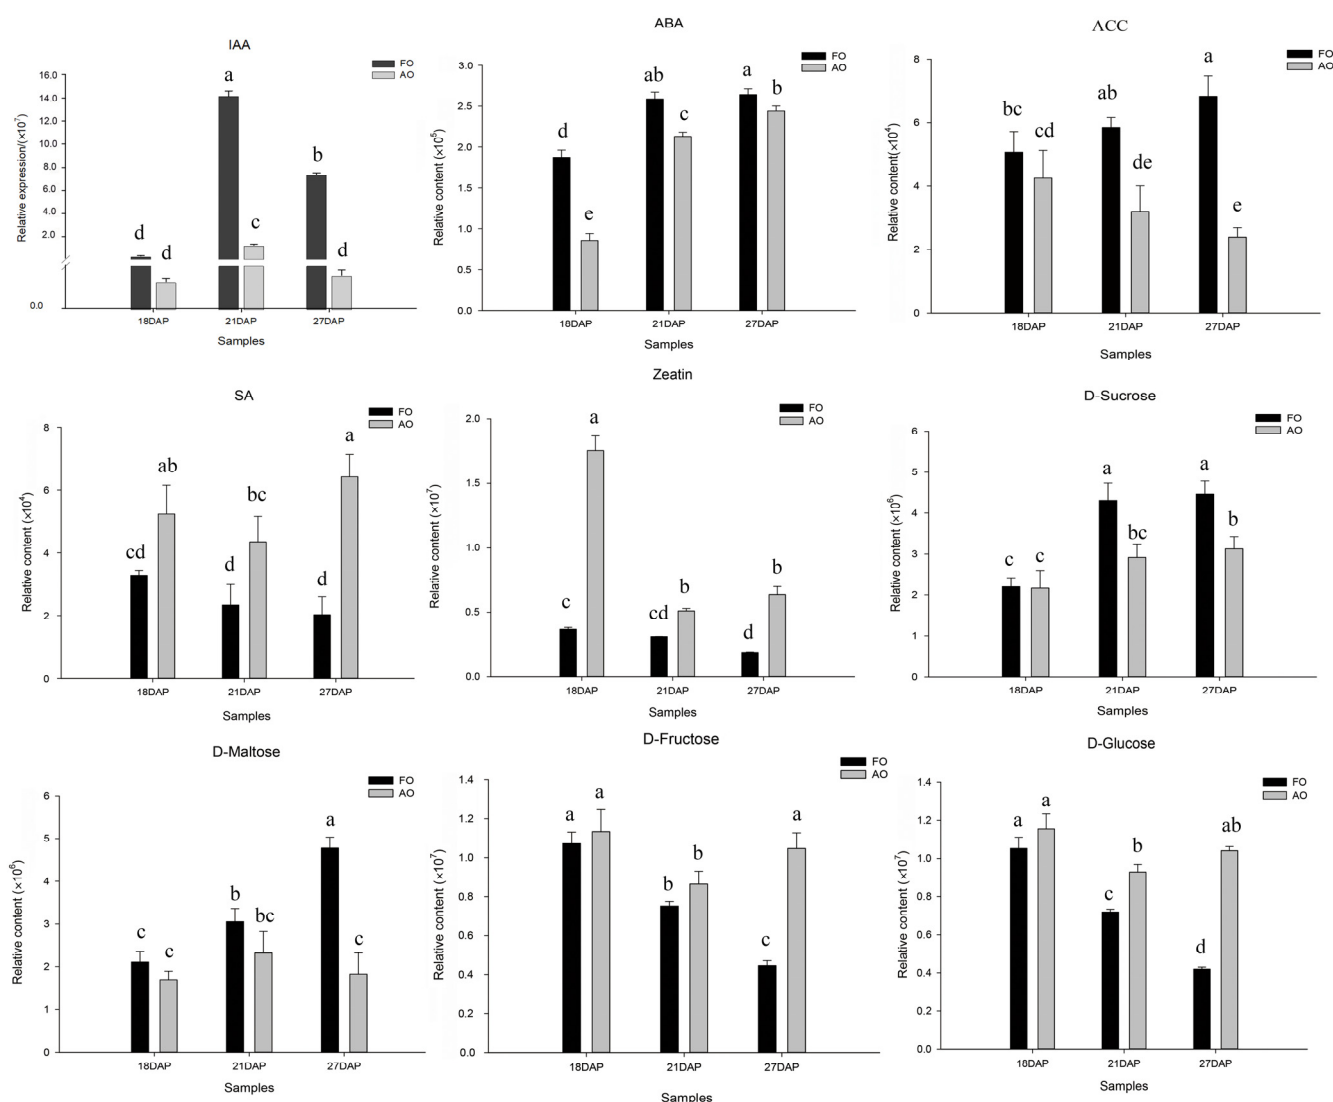 IAA
FO
AO
Relative expression/(×10⁷)
16.0
14.0
12.0
10.0
8.0
6.0
4.0
2.0
0.0
d
d
a
c
b
d
18DAP
21DAP
27DAP
Samples
ABA
FO
AO
Relative content (×10⁵)
3.0
2.5
2.0
1.5
1.0
0.5
0.0
d
e
ab
c
a
b
10DAP
21DAP
27DAP
Samples
ACC
FO
AO
Relative content(×10⁴)
8
6
4
2
0
bc
cd
ab
de
a
e
18DAP
21DAP
27DAP
Samples
SA
FO
AO
Relative content (×10⁴)
8
6
4
2
0
cd
ab
d
bc
d
a
18DAP
21DAP
27DAP
Samples
Zeatin
FO
AO
Relative content (×10⁷)
2.0
1.5
1.0
0.5
0.0
c
a
cd
b
d
b
18DAP
21DAP
27DAP
Samples
D-Sucrose
FO
AO
Relative content (×10⁶)
6
5
4
3
2
1
0
c
c
a
bc
a
b
18DAP
21DAP
27DAP
Samples
D-Maltose
FO
AO
Relative content (×10⁶)
6
5
4
3
2
1
0
c
c
b
bc
a
c
18DAP
21DAP
27DAP
Samples
D-Fructose
FO
AO
Relative content (×10⁷)
1.4
1.2
1.0
0.8
0.6
0.4
0.2
0.0
a
a
b
b
c
a
18DAP
21DAP
27DAP
Samples
D-Glucose
FO
AO
Relative content (×10⁷)
1.4
1.2
1.0
0.8
0.6
0.4
0.2
0.0
a
a
c
b
d
ab
10DAP
21DAP
27DAP
Samples